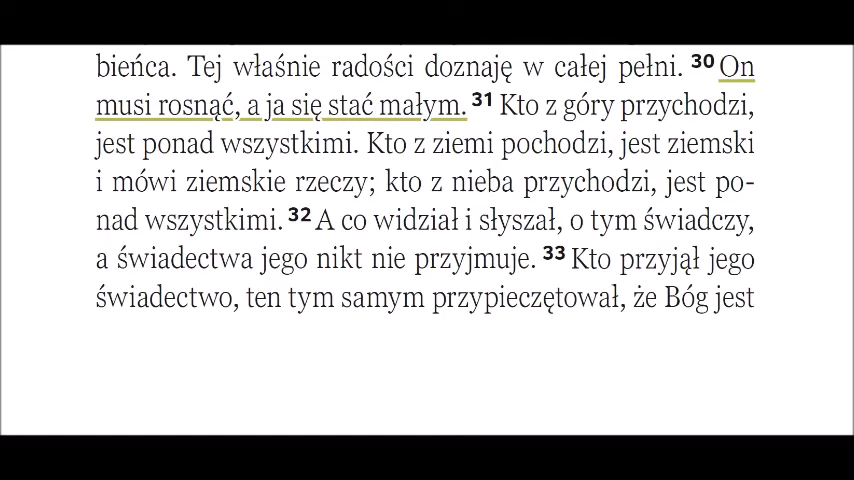 bieńca. Tej właśnie radości doznaję w całej pełni. 30 On
musi rosnąć, a ja się stać małym. 31 Kto z góry przychodzi,
jest ponad wszystkimi. Kto z ziemi pochodzi, jest ziemski
i mówi ziemskie rzeczy; kto z nieba przychodzi, jest po-
nad wszystkimi. 32 A co widział i słyszał, o tym świadczy,
a świadectwa jego nikt nie przyjmuje. 33 Kto przyjął jego
świadectwo, ten tym samym przypieczętował, że Bóg jest